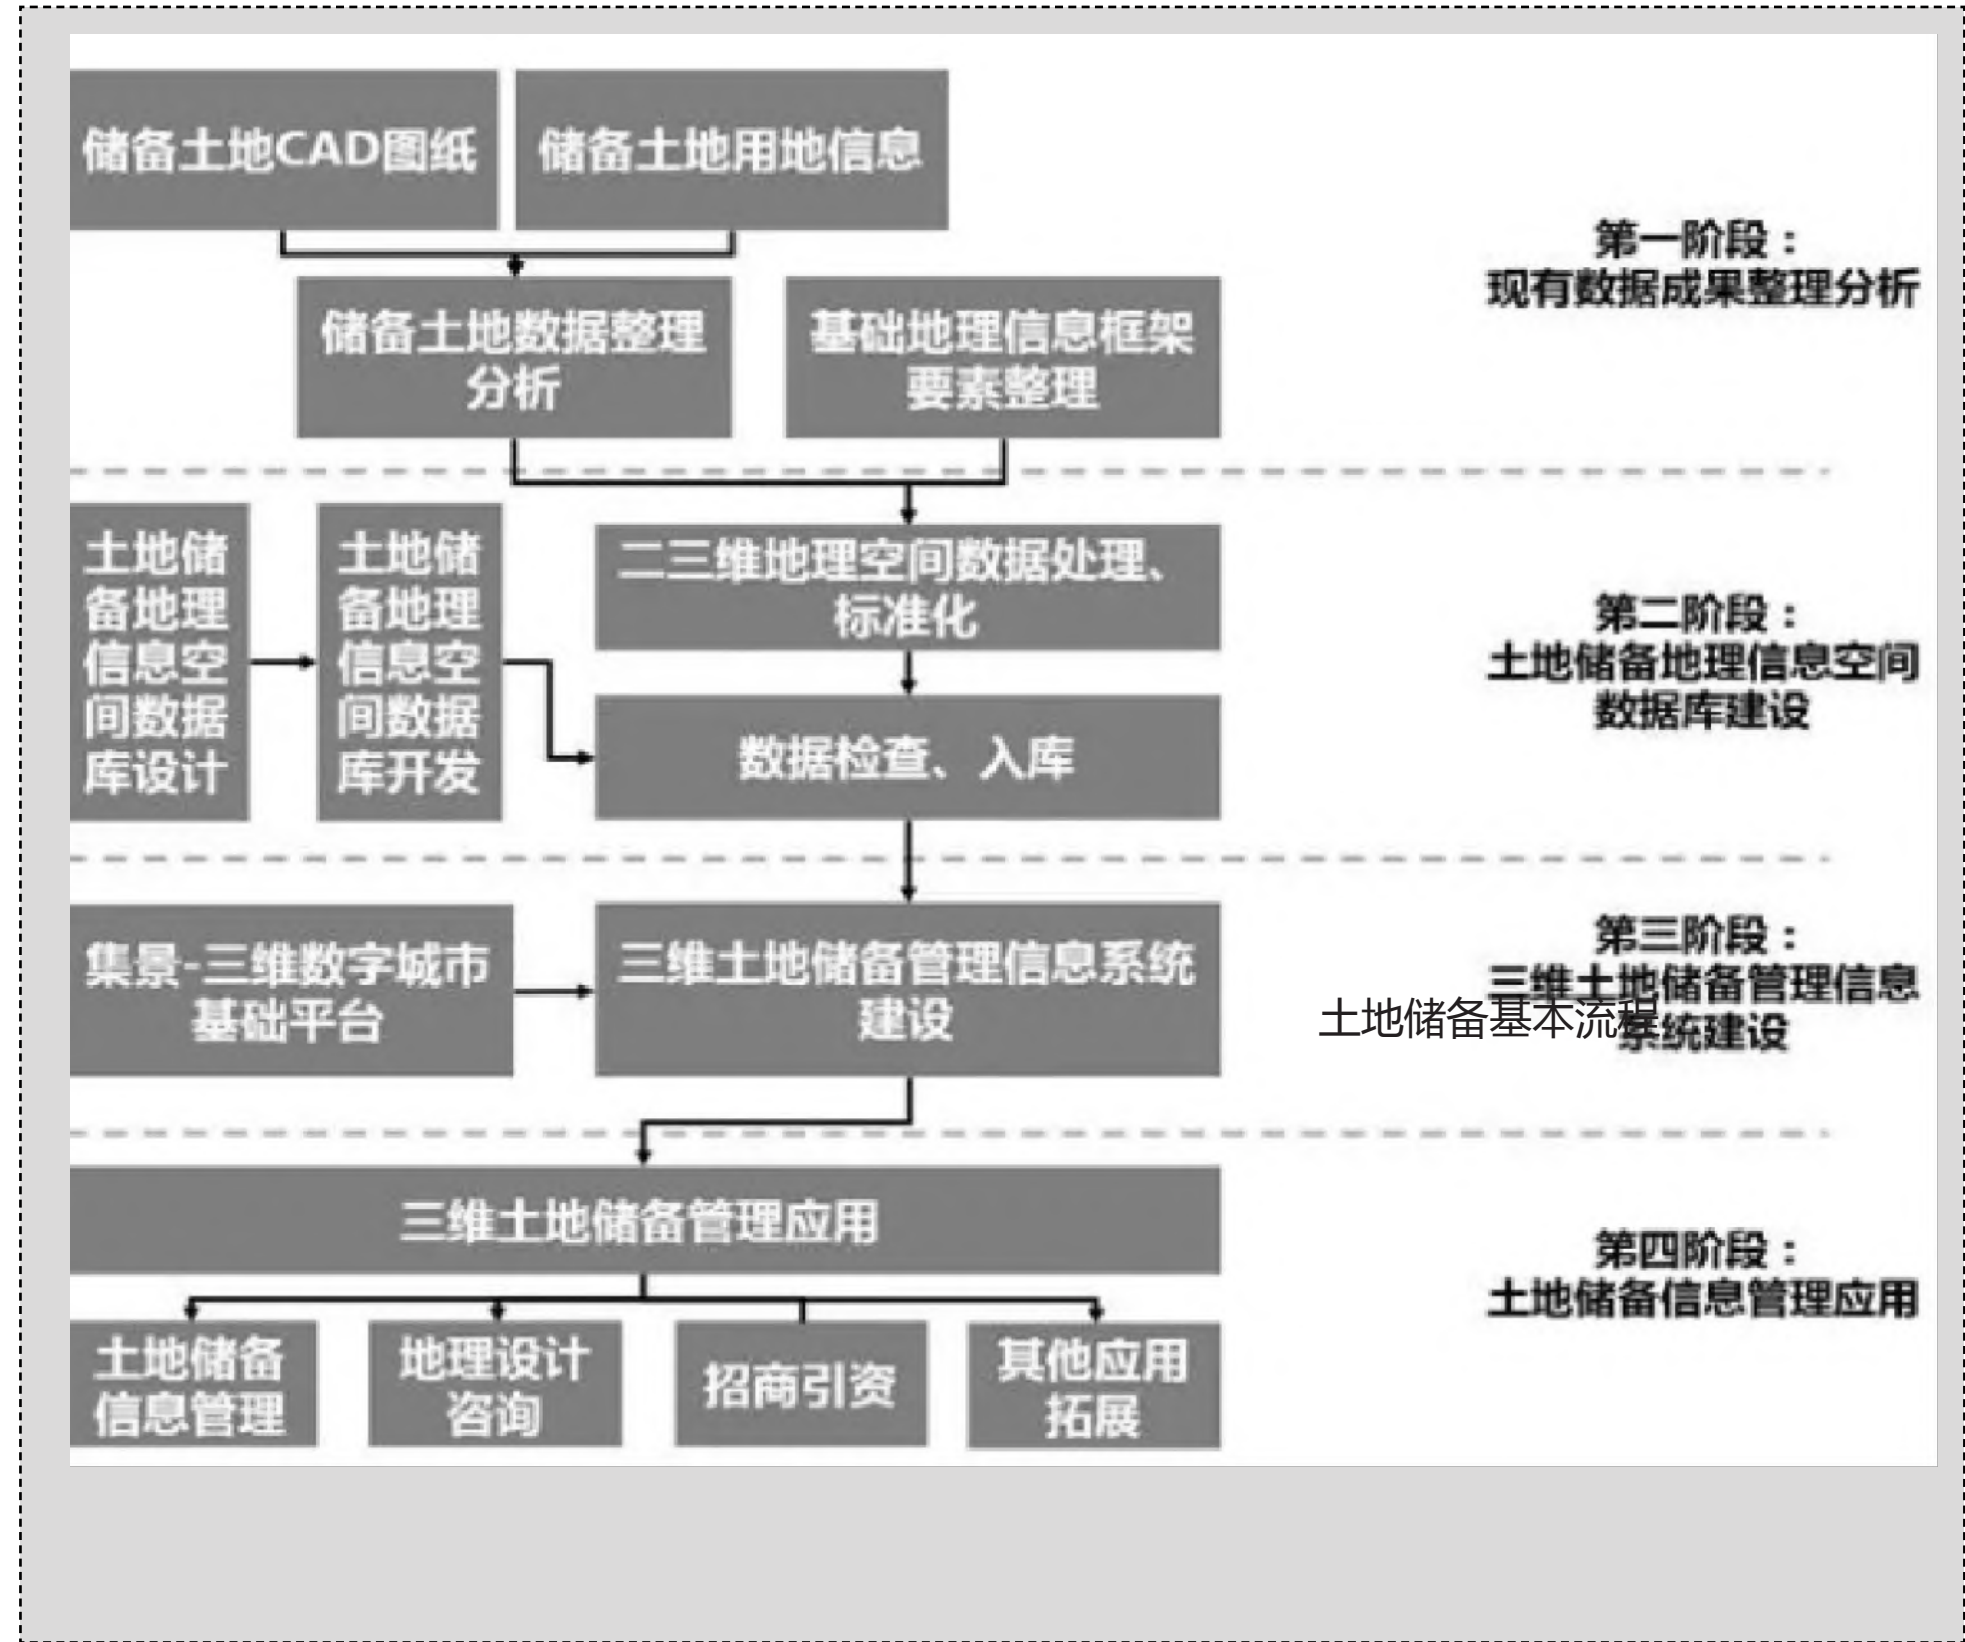 储备土地CAD图纸
储备土地用地信息
第一阶段：
现有数据成果整理分析
储备土地数据整理
分析
基础地理信息框架
要素整理
土地储
备地理
信息空
间数据
库设计
土地储
备地理
信息空
间数据
库开发
二三维地理空间数据处理、
标准化
数据检查、入库
第二阶段：
土地储备地理信息空间
数据库建设
集景-三维数字城市
基础平台
三维土地储备管理信息系统
建设
第三阶段：
三维土地储备管理信息
系统建设
土地储备基本流程
三维土地储备管理应用
第四阶段：
土地储备信息管理应用
土地储备
信息管理
地理设计
咨询
招商引资
其他应用
拓展